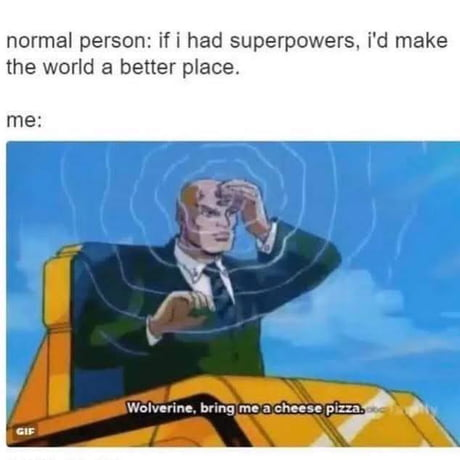 normal person: if i had superpowers, i'd make
the world a better place.
me:
Wolverine, bring me a cheese pizza.
GIF